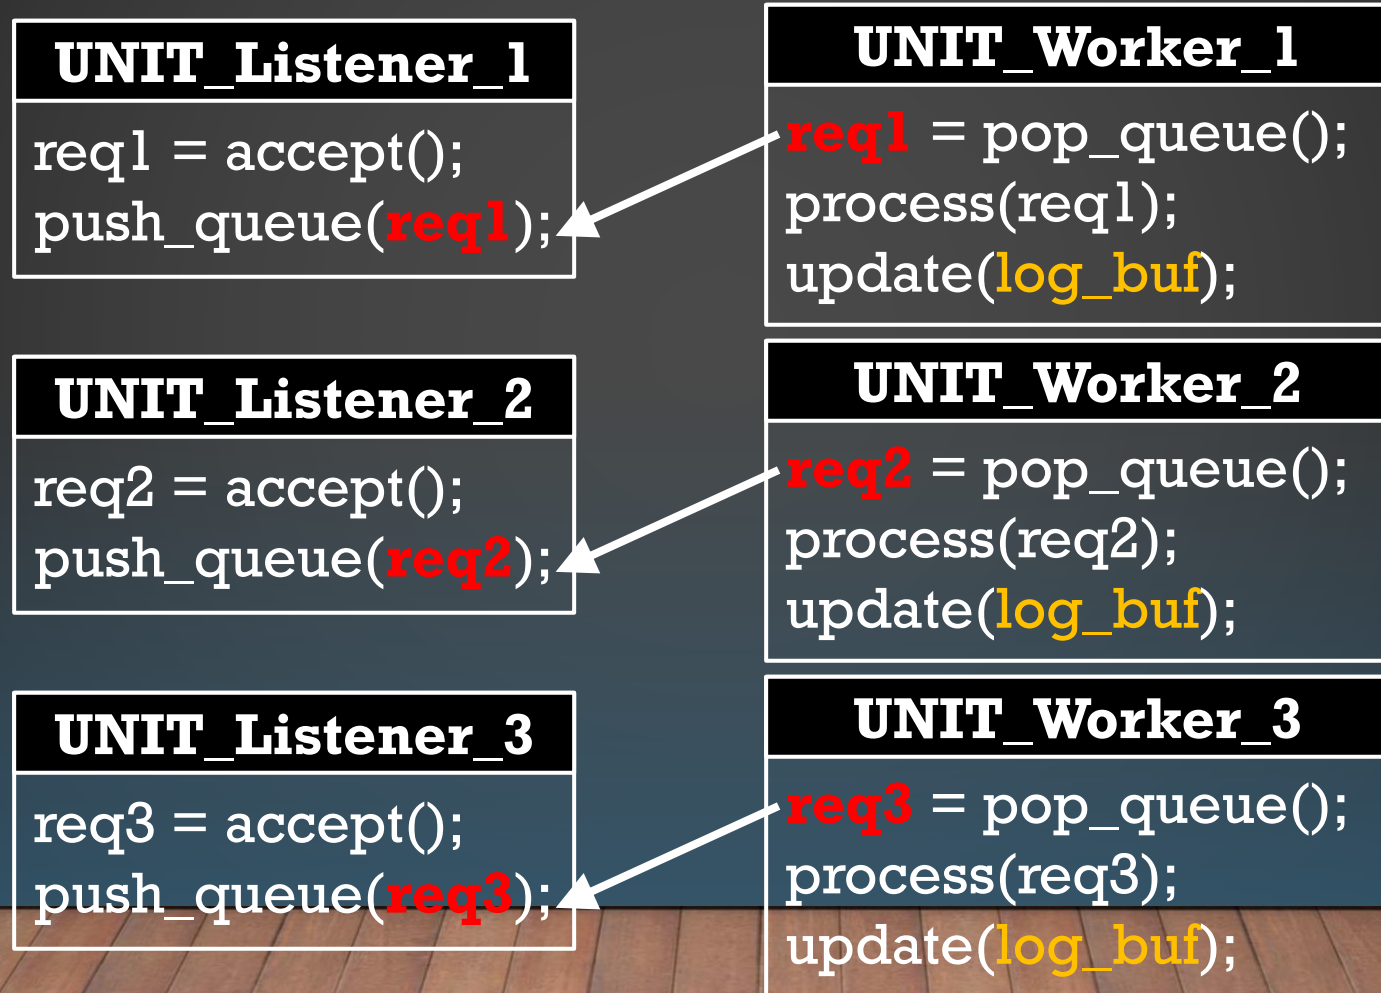 UNIT_Listener_1
req1 = accept();
push_queue(req1);
UNIT_Worker_1
req1 = pop_queue();
process(req1);
update(log_buf);
UNIT_Listener_2
req2 = accept();
push_queue(req2);
UNIT_Worker_2
req2 = pop_queue();
process(req2);
update(log_buf);
UNIT_Listener_3
req3 = accept();
push_queue(req3);
UNIT_Worker_3
req3 = pop_queue();
process(req3);
update(log_buf);